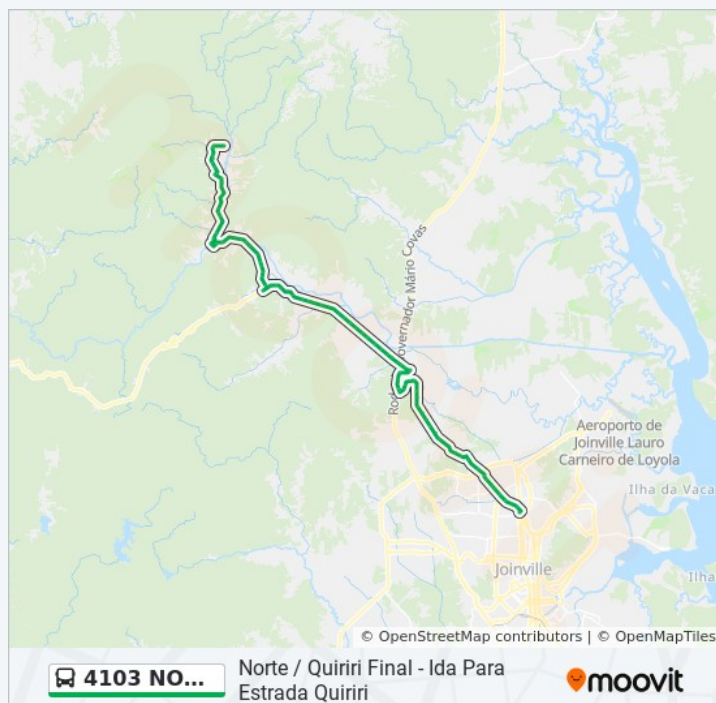 Rodo
Governador Mário Covas
Aeroporto de
Joinville Lauro
Carneiro de Loyola
Ilha da Vaca
Ilha
Joinville
© OpenStreetMap contributors | © OpenMapTiles
4103 NO...
Norte / Quiriri Final - Ida Para
Estrada Quiriri
moovit